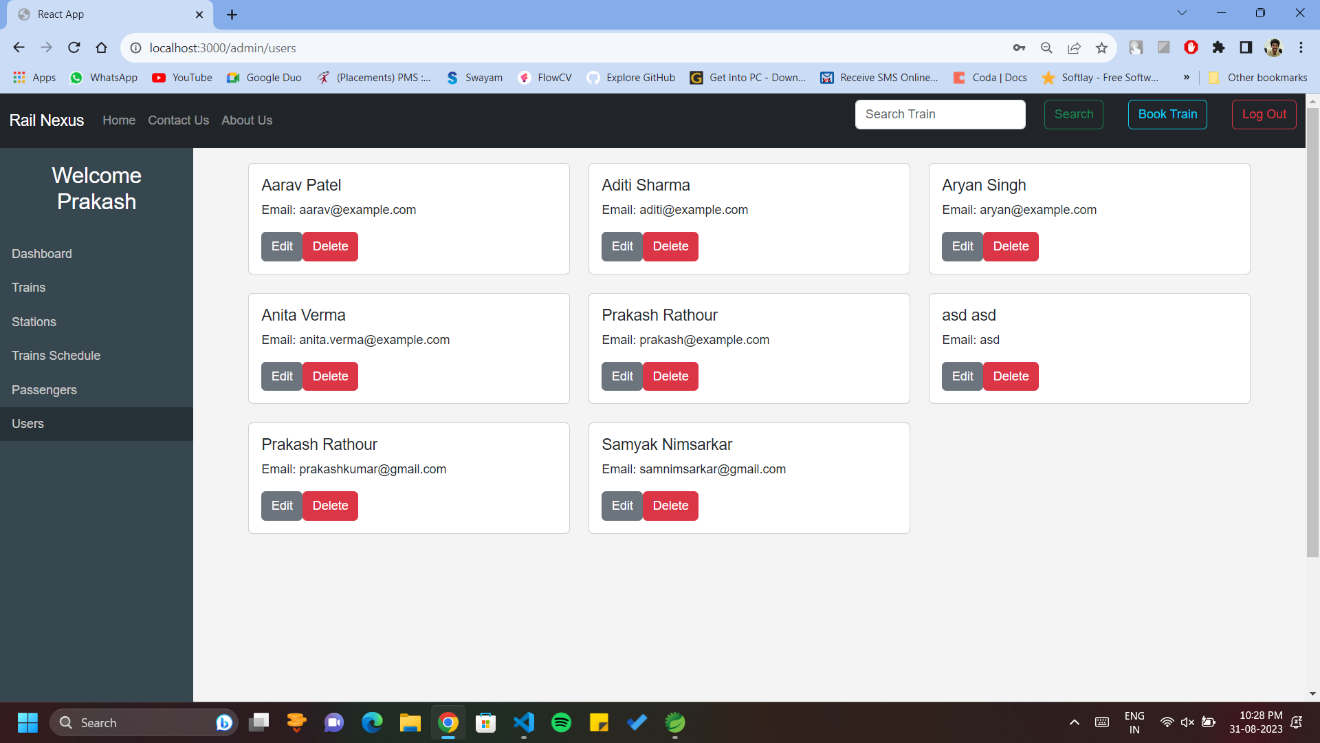 React App
localhost:3000/admin/users
Apps WhatsApp YouTube Google Duo (Placements) PMS :... Swayam FlowCV Explore GitHub Get Into PC - Down... Receive SMS Online... Coda | Docs Softlay - Free Softw... » Other bookmarks
Rail Nexus Home Contact Us About Us Search Train Search Book Train Log Out
Welcome
Prakash
Dashboard
Trains
Stations
Trains Schedule
Passengers
Users
Aarav Patel
Email: aarav@example.com
Edit Delete
Aditi Sharma
Email: aditi@example.com
Edit Delete
Aryan Singh
Email: aryan@example.com
Edit Delete
Anita Verma
Email: anita.verma@example.com
Edit Delete
Prakash Rathour
Email: prakash@example.com
Edit Delete
asd asd
Email: asd
Edit Delete
Prakash Rathour
Email: prakashkumar@gmail.com
Edit Delete
Samyak Nimsarkar
Email: samnimsarkar@gmail.com
Edit Delete
Search
ENG
IN
10:28 PM
31-08-2023